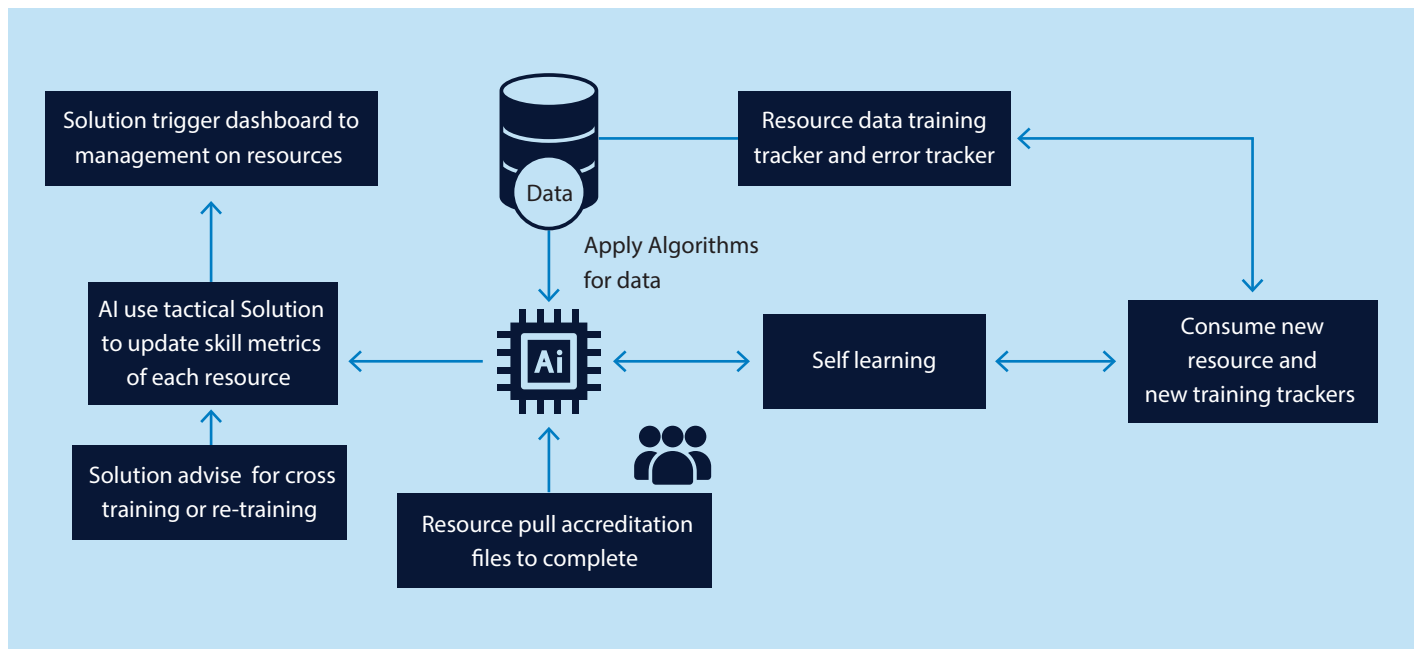 Solution trigger dashboard to
management on resources
Data
Resource data training
tracker and error tracker
Apply Algorithms
for data
AI use tactical Solution
to update skill metrics
of each resource
Ai
Self learning
Consume new
resource and
new training trackers
Solution advise for cross
training or re-training
Resource pull accreditation
files to complete